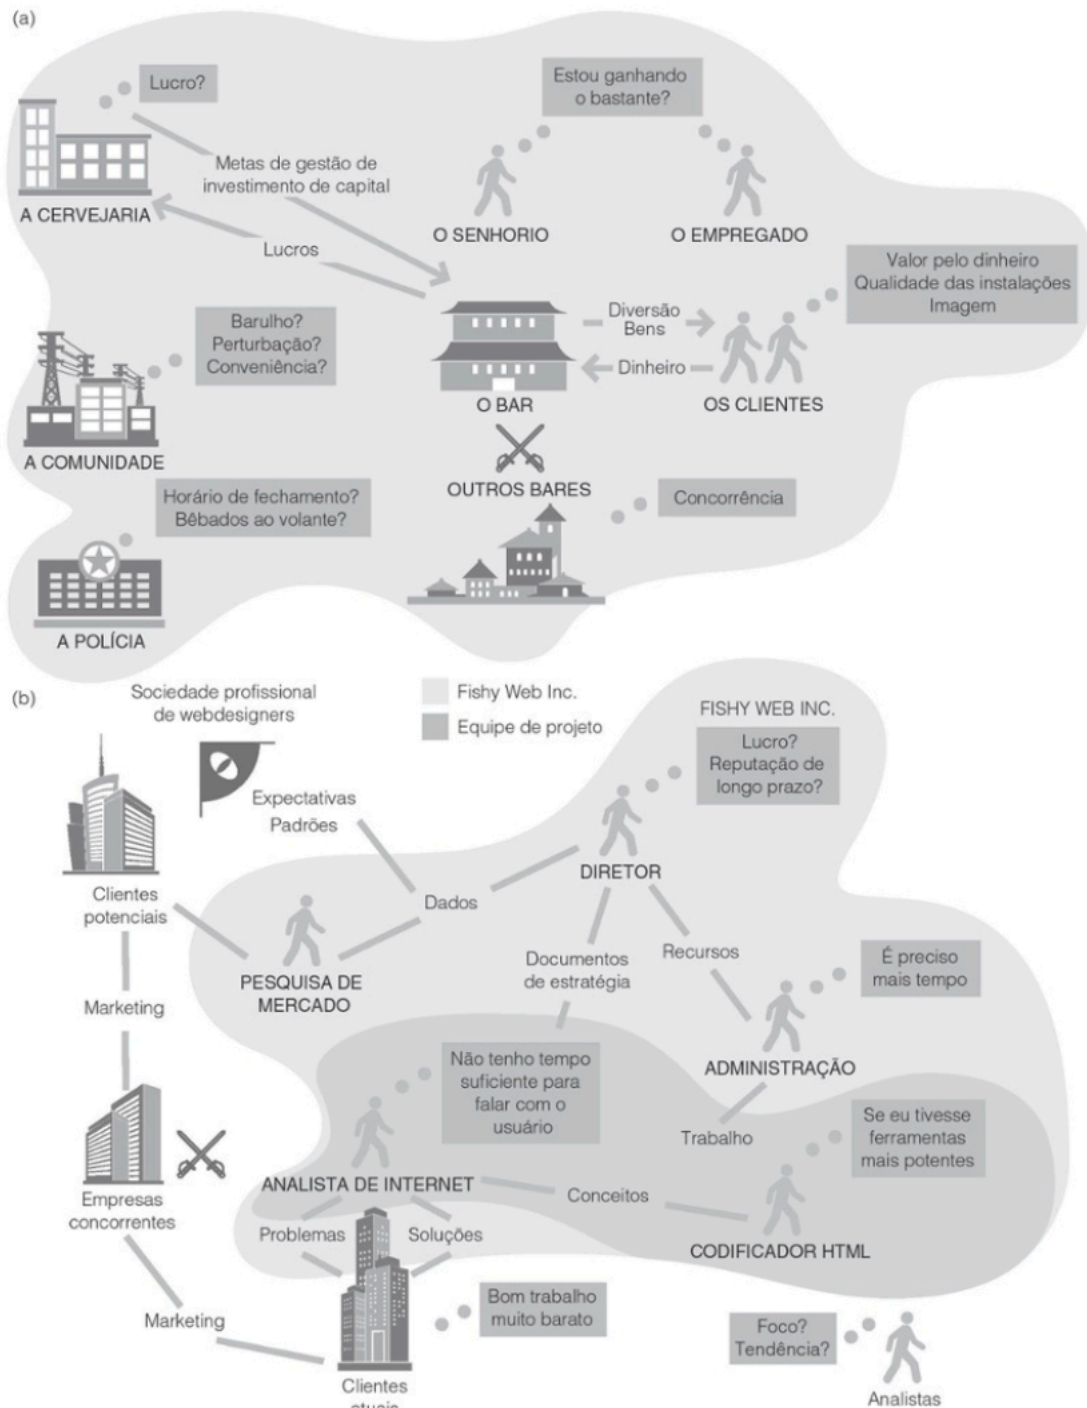 (a)
Lucro?
Estou ganhando
o bastante?
Metas de gestão de
investimento de capital
A CERVEJARIA
O SENHORIO
O EMPREGADO
Lucros
Valor pelo dinheiro
Qualidade das instalações
Imagem
Barulho?
Perturbação?
Conveniência?
Diversão
Bens
Dinheiro
O BAR
OS CLIENTES
A COMUNIDADE
OUTROS BARES
Horário de fechamento?
Bêbados ao volante?
Concorrência
A POLÍCIA
(b)
Sociedade profissional
de webdesigners
Fishy Web Inc.
Equipe de projeto
FISHY WEB INC.
Lucro?
Reputação de
longo prazo?
Expectativas
Padrões
DIRETOR
Clientes
potenciais
Dados
Documentos
de estratégia
Recursos
É preciso
mais tempo
PESQUISA DE
MERCADO
Marketing
ADMINISTRAÇÃO
Não tenho tempo
suficiente para
falar com o
usuário
Trabalho
Se eu tivesse
ferramentas
mais potentes
Empresas
concorrentes
ANALISTA DE INTERNET
Conceitos
Problemas
Soluções
CODIFICADOR HTML
Bom trabalho
muito barato
Marketing
Foco?
Tendência?
Clientes
atuais
Analistas